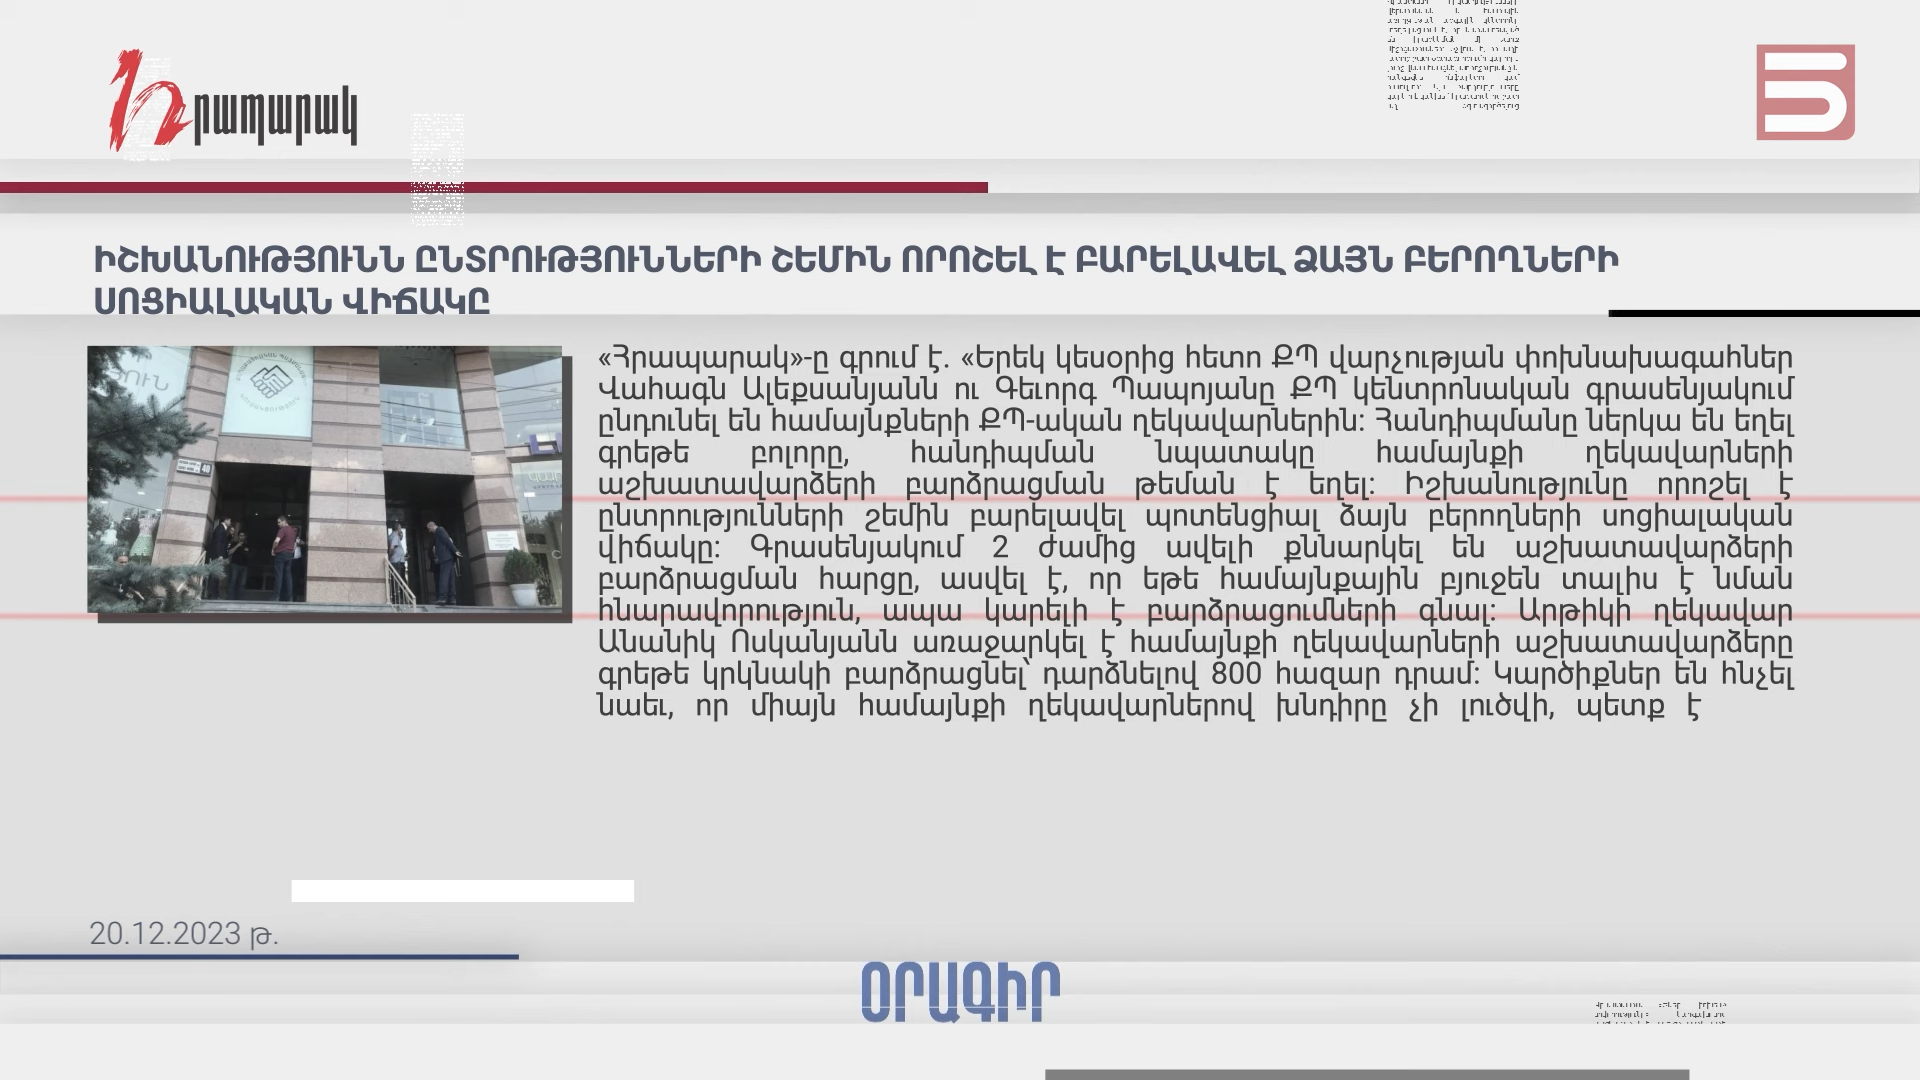 Հրապարակ
5
ԻՇԽԱՆՈՒԹՅՈՒՆՆ ԸՆՏՐՈՒԹՅՈՒՆՆԵՐԻ ՇԵՄԻՆ ՈՐՈՇԵԼ Է ԲԱՐԵԼԱՎԵԼ ՁԱՅՆ ԲԵՐՈՂՆԵՐԻ
ՍՈՑԻԱԼԱԿԱՆ ՎԻՃԱԿԸ
«Հրապարակ»-ը գրում է. «Երեկ կեսօրից հետո ՔՊ վարչության փոխնախագահներ
Վահագն Ալեքսանյանն ու Գեւորգ Պապոյանը ՔՊ կենտրոնական գրասենյակում
ընդունել են համայնքների ՔՊ-ական ղեկավարներին: Հանդիպմանը ներկա են եղել
գրեթե բոլորը, հանդիպման նպատակը համայնքի ղեկավարների
աշխատավարձերի բարձրացման թեման է եղել: Իշխանությունը որոշել է
ընտրությունների շեմին բարելավել պոտենցիալ ձայն բերողների սոցիալական
վիճակը: Գրասենյակում 2 ժամից ավելի քննարկել են աշխատավարձերի
բարձրացման հարցը, ասվել է, որ եթե համայնքային բյուջեն տալիս է նման
հնարավորություն, ապա կարելի է բարձրացումների գնալ: Արթիկի ղեկավար
Անանիկ Ոսկանյանն առաջարկել է համայնքի ղեկավարների աշխատավարձերը
գրեթե կրկնակի բարձրացնել՝ դարձնելով 800 հազար դրամ: Կարծիքներ են հնչել
նաեւ, որ միայն համայնքի ղեկավարներով խնդիրը չի լուծվի, պետք է
40
20.12.2023 թ.
ՕՐԱԳԻՐ